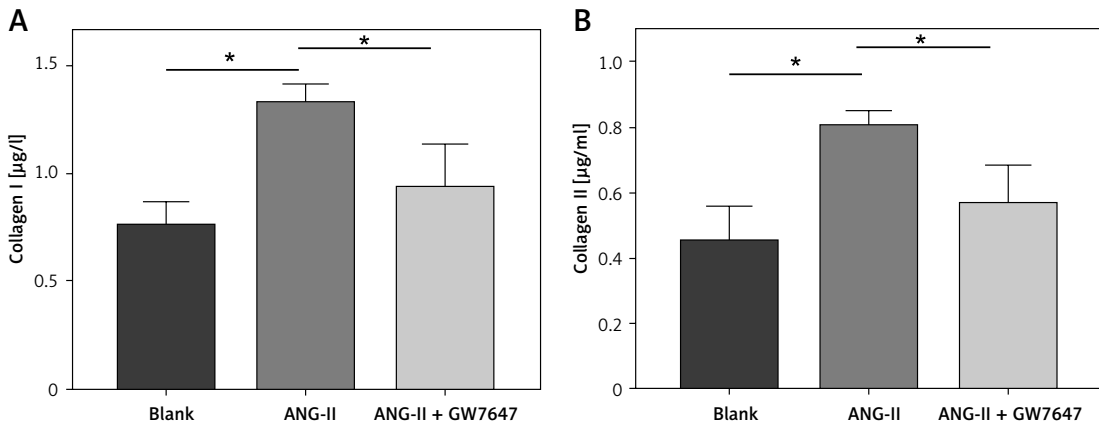 A
Collagen I [µg/l]
1.5
1.0
0.5
0
*
*
Blank
ANG-II
ANG-II + GW7647
B
Collagen II [µg/ml]
1.0
0.8
0.6
0.4
0.2
0.0
*
*
Blank
ANG-II
ANG-II + GW7647